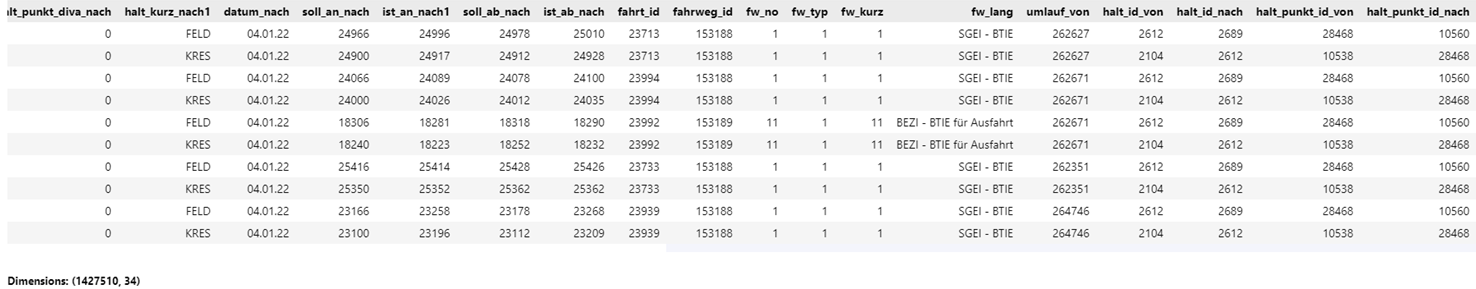 alt_punkt_diva_nach halt_kurz_nach1 datum_nach soll_an_nach ist_an_nach1 soll_ab_nach ist_ab_nach fahrt_id fahrweg_id fw_no fw_typ fw_kurz fw_lang umlauf_von halt_id_von halt_id_nach halt_punkt_id_von halt_punkt_id_nach
0 FELD 04.01.22 24966 24996 24978 25010 23713 153188 1 1 1 SGEI - BTIE 262627 2612 2689 28468 10560
0 KRES 04.01.22 24900 24917 24912 24928 23713 153188 1 1 1 SGEI - BTIE 262627 2104 2612 10538 28468
0 FELD 04.01.22 24066 24089 24078 24100 23994 153188 1 1 1 SGEI - BTIE 262671 2612 2689 28468 10560
0 KRES 04.01.22 24000 24026 24012 24035 23994 153188 1 1 1 SGEI - BTIE 262671 2104 2612 10538 28468
0 FELD 04.01.22 18306 18281 18318 18290 23992 153189 11 1 11 BEZI - BTIE für Ausfahrt 262671 2612 2689 28468 10560
0 KRES 04.01.22 18240 18223 18252 18232 23992 153189 11 1 11 BEZI - BTIE für Ausfahrt 262671 2104 2612 10538 28468
0 FELD 04.01.22 25416 25414 25428 25426 23733 153188 1 1 1 SGEI - BTIE 262351 2612 2689 28468 10560
0 KRES 04.01.22 25350 25352 25362 25362 23733 153188 1 1 1 SGEI - BTIE 262351 2104 2612 10538 28468
0 FELD 04.01.22 23166 23258 23178 23268 23939 153188 1 1 1 SGEI - BTIE 264746 2612 2689 28468 10560
0 KRES 04.01.22 23100 23196 23112 23209 23939 153188 1 1 1 SGEI - BTIE 264746 2104 2612 10538 28468
Dimensions: (1427510, 34)